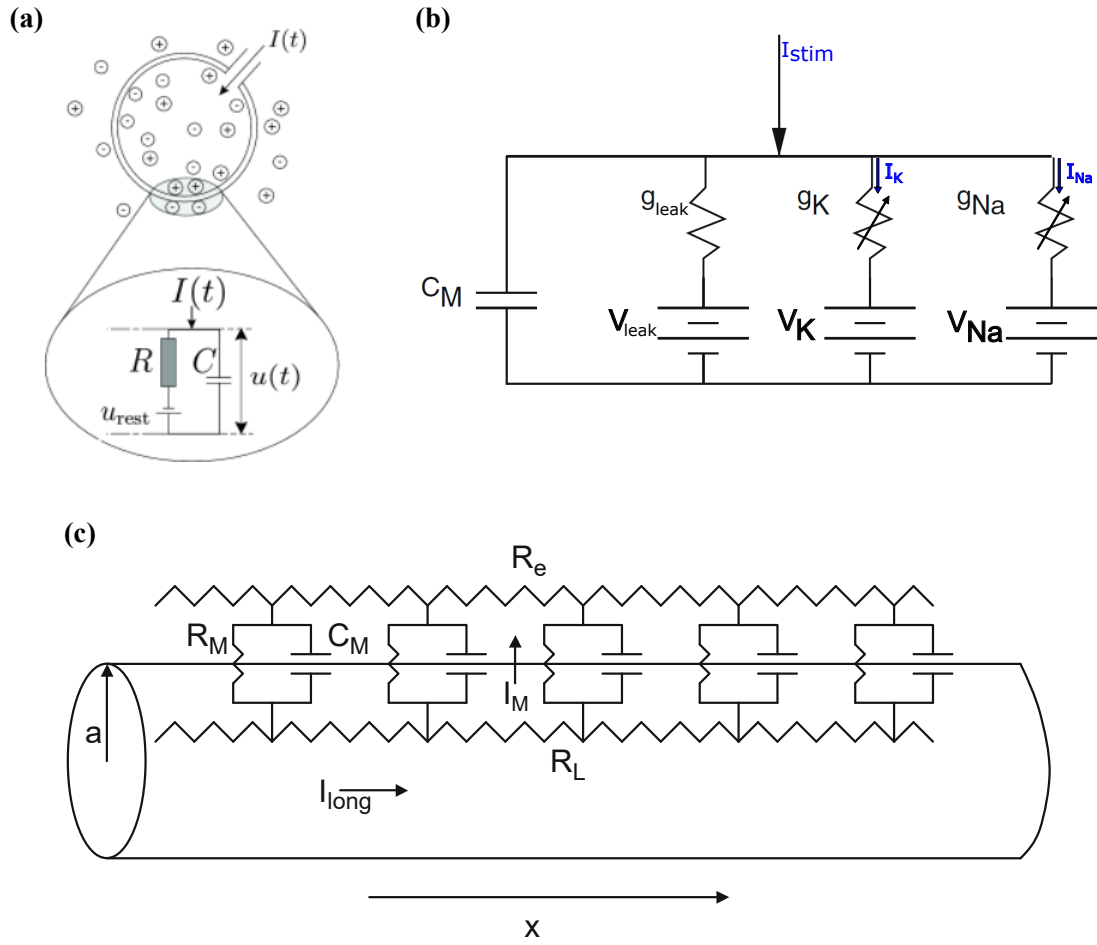 (a)
I(t)
I(t)
R
C
u(t)
u_rest
(b)
I_stim
I_K
I_Na
g_leak
g_K
g_Na
C_M
V_leak
V_K
V_Na
(c)
R_e
R_M
C_M
I_M
a
R_L
I_long
x